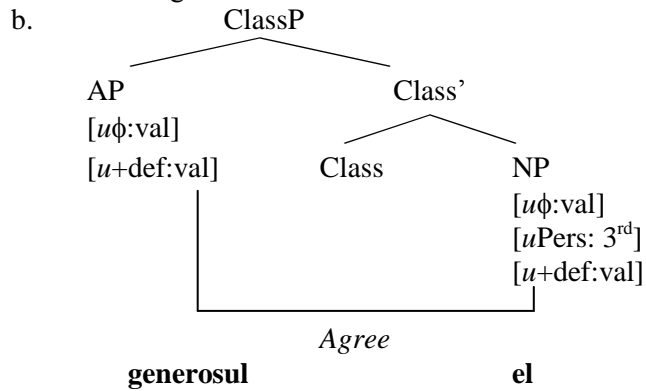 b. ClassP
AP Class’
[uϕ:val]
[u+def:val] Class NP
[uϕ:val]
[uPers: 3rd]
[u+def:val]
Agree
generosul el